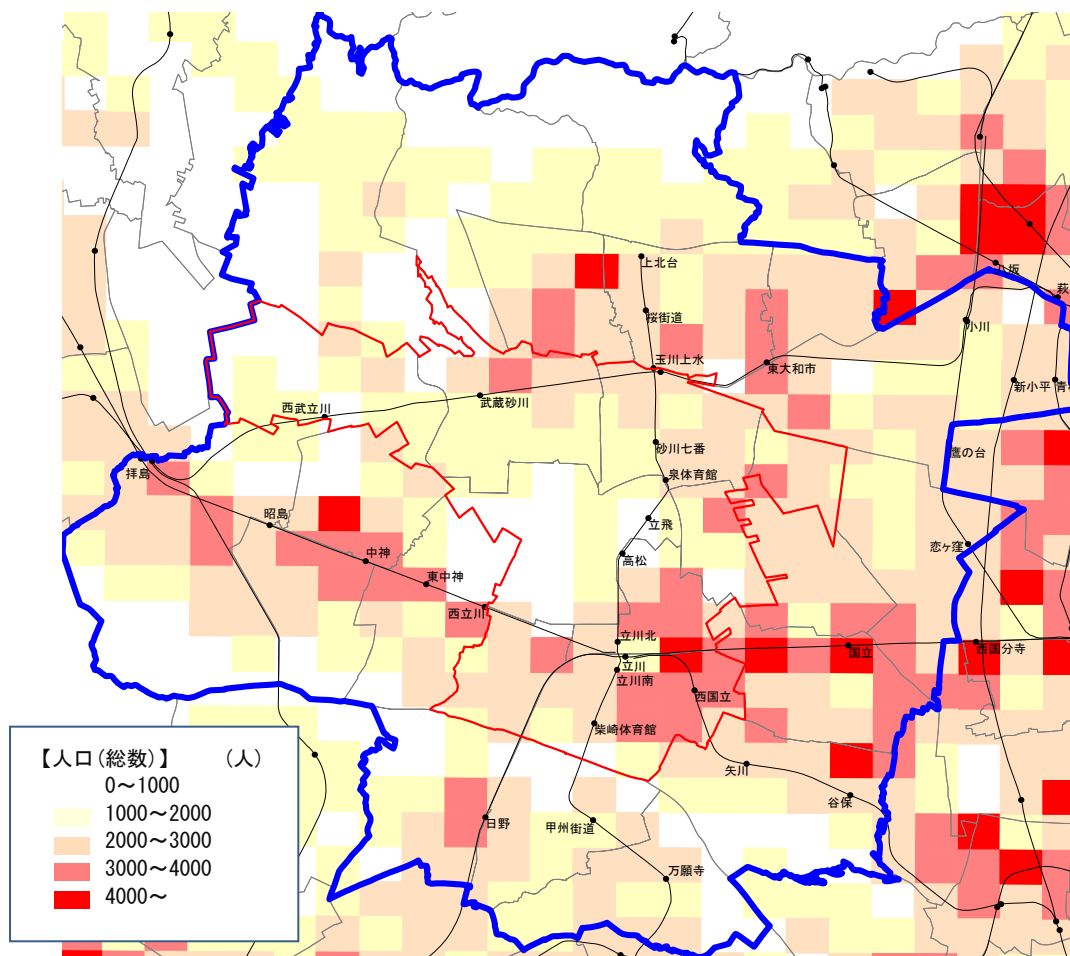 上北台
八坂
萩
桜街道
小川
玉川上水
東大和市
新小平
武蔵砂川
西武立川
砂川七番
鷹の台
拝島
泉体育館
昭島
立飛
恋ヶ窪
中神
高松
東中神
西立川
立川北
国立
西国分寺
立川
立川南
西国立
柴崎体育館
矢川
谷保
日野
甲州街道
万願寺
【人口(総数)】 (人)
0~1000
1000~2000
2000~3000
3000~4000
4000~